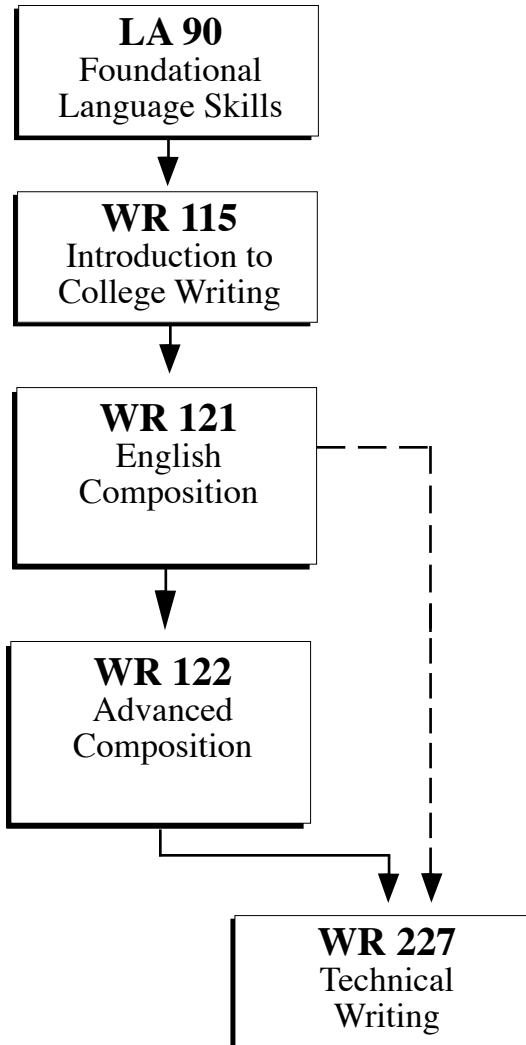 LA 90
Foundational
Language Skills
WR 115
Introduction to
College Writing
WR 121
English
Composition
WR 122
Advanced
Composition
WR 227
Technical
Writing